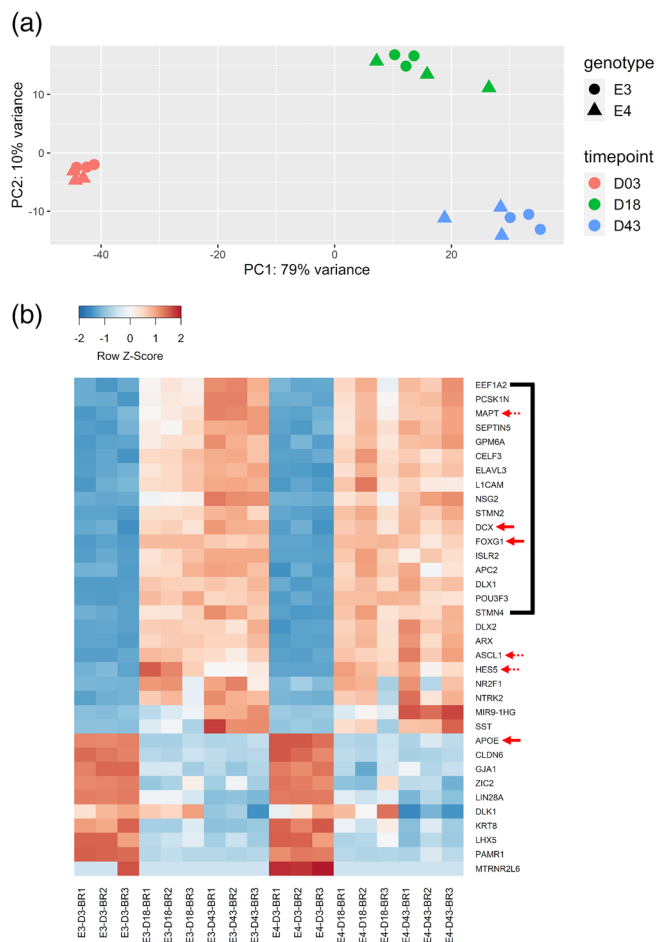 (a)
10
0
-10
PC2: 10% variance
-40
-20
0
20
PC1: 79% variance
genotype
E3
E4
timepoint
D03
D18
D43
(b)
-2 -1 0 1 2
Row Z-Score
EEF1A2
PCSK1N
MAPT
SEPTIN5
GPM6A
CELF3
ELAVL3
L1CAM
NSG2
STMN2
DCX
FOXG1
ISLR2
APC2
DLX1
POU3F3
STMN4
DLX2
ARX
ASCL1
HES5
NR2F1
NTRK2
MIR9-1HG
SST
APOE
CLDN6
GJA1
ZIC2
LIN28A
DLK1
KRT8
LHX5
PAMR1
MTRNR2L6
E3-D3-BR1
E3-D3-BR2
E3-D3-BR3
E3-D18-BR1
E3-D18-BR2
E3-D18-BR3
E3-D43-BR1
E3-D43-BR2
E3-D43-BR3
E4-D3-BR1
E4-D3-BR2
E4-D3-BR3
E4-D18-BR1
E4-D18-BR2
E4-D18-BR3
E4-D43-BR1
E4-D43-BR2
E4-D43-BR3